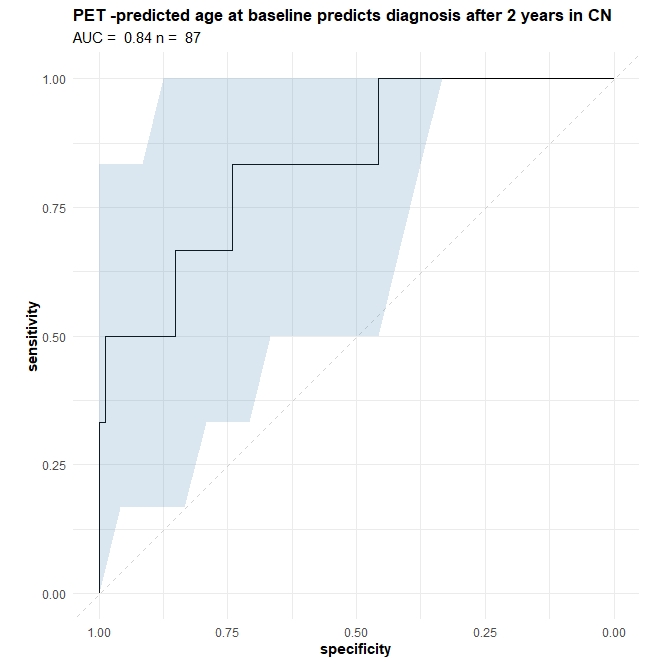 PET -predicted age at baseline predicts diagnosis after 2 years in CN
AUC =  0.84 n =  87
1.00
0.75
0.50
0.25
0.00
sensitivity
1.00 0.75 0.50 0.25 0.00
specificity